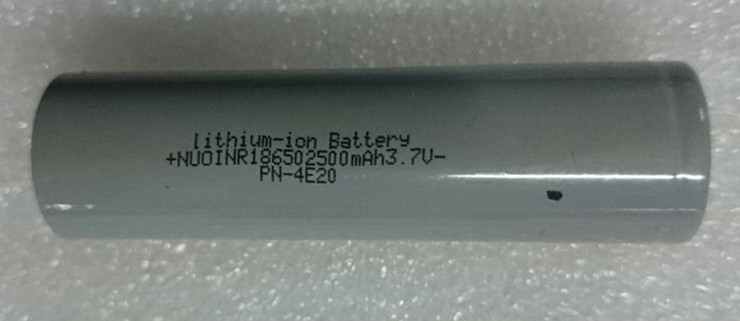 lithium-ion Battery
+NUOINR186502500mAh3.7V-
PN-4E20